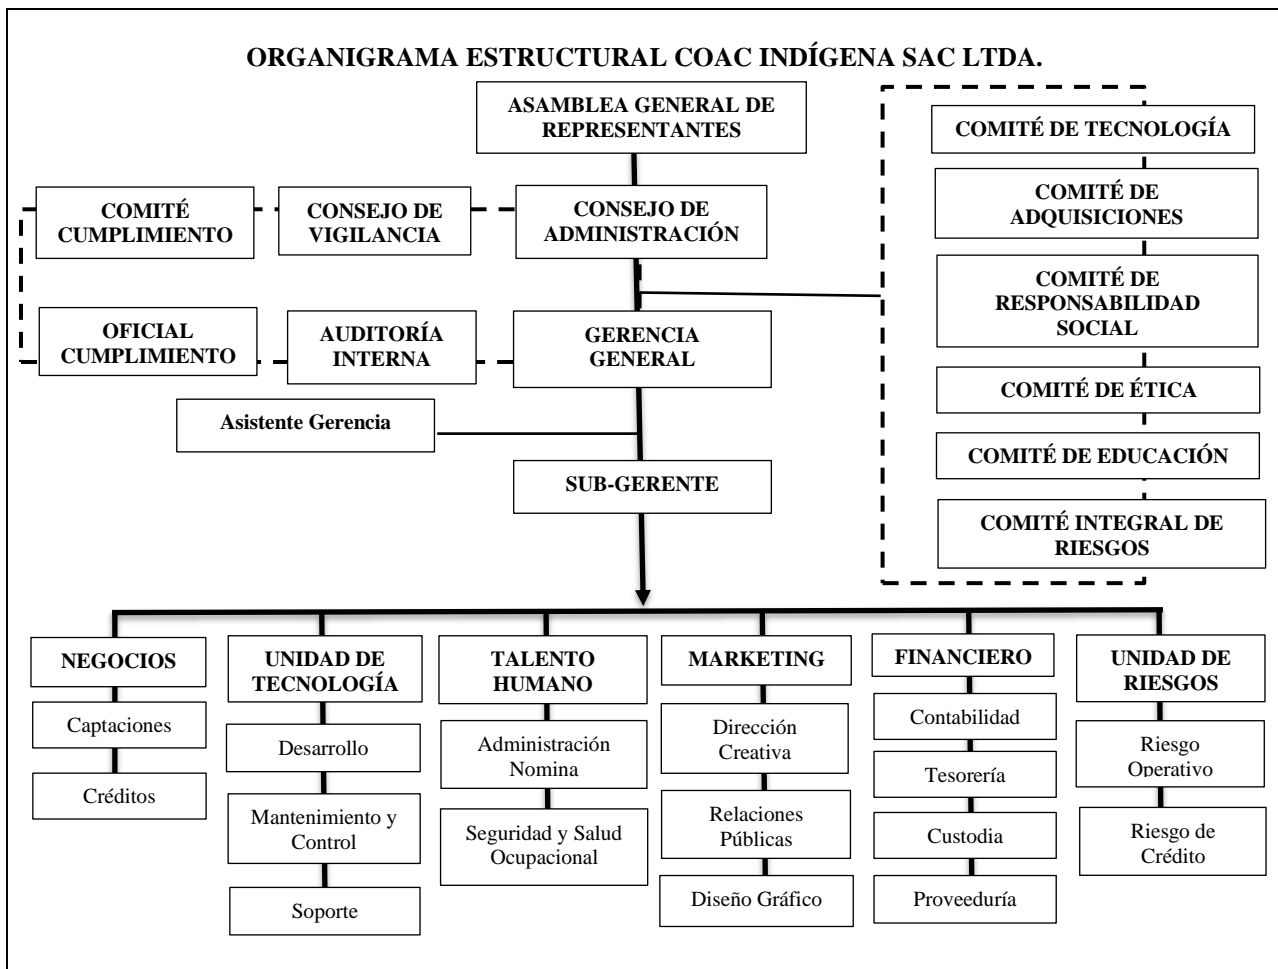 ORGANIGRAMA ESTRUCTURAL COAC INDÍGENA SAC LTDA.
ASAMBLEA GENERAL DE
REPRESENTANTES
COMITÉ
CUMPLIMIENTO
CONSEJO DE
VIGILANCIA
CONSEJO DE
ADMINISTRACIÓN
OFICIAL
CUMPLIMIENTO
AUDITORÍA
INTERNA
GERENCIA
GENERAL
Asistente Gerencia
SUB-GERENTE
COMITÉ DE TECNOLOGÍA
COMITÉ DE
ADQUISICIONES
COMITÉ DE
RESPONSABILIDAD
SOCIAL
COMITÉ DE ÉTICA
COMITÉ DE EDUCACIÓN
COMITÉ INTEGRAL DE
RIESGOS
NEGOCIOS
Captaciones
Créditos
UNIDAD DE
TECNOLOGÍA
Desarrollo
Mantenimiento y
Control
Soporte
TALENTO
HUMANO
Administración
Nomina
Seguridad y Salud
Ocupacional
MARKETING
Dirección
Creativa
Relaciones
Públicas
Diseño Gráfico
FINANCIERO
Contabilidad
Tesorería
Custodia
Proveeduría
UNIDAD DE
RIESGOS
Riesgo
Operativo
Riesgo de
Crédito